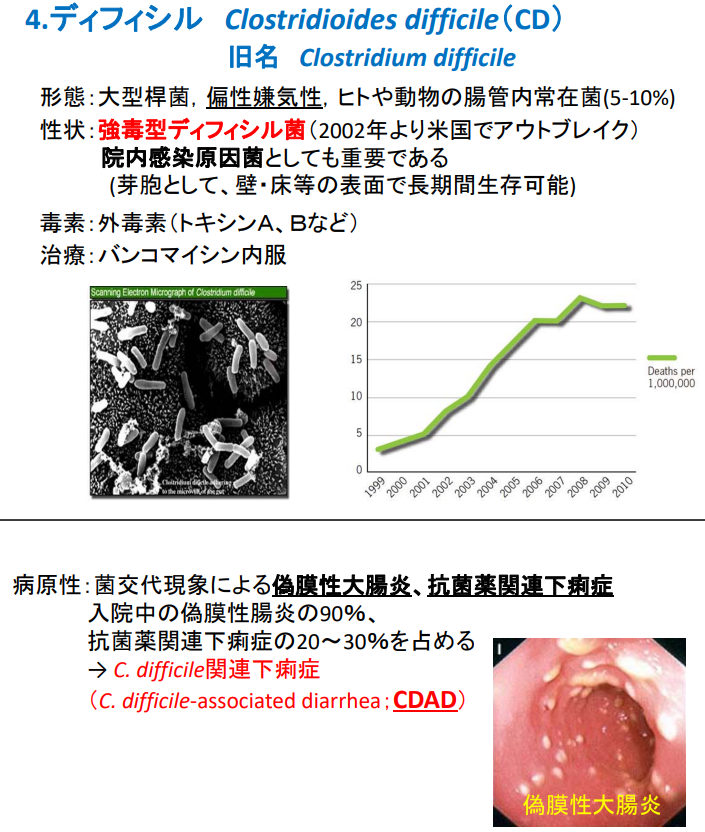 4.ディフィシル Clostridioides difficile(CD)
旧名 Clostridium difficile
形態：大型桿菌，偏性嫌気性，ヒトや動物の腸管内常在菌(5-10%)
性状：強毒型ディフィシル菌（2002年より米国でアウトブレイク）
院内感染原因菌としても重要である
(芽胞として、壁・床等の表面で長期間生存可能)
毒素：外毒素（トキシンA、Bなど）
治療：バンコマイシン内服
Scanning Electron Micrograph of Clostridium difficile
Clostridium difficile adhering
to the microvilli of the gut
25
20
15
10
5
0
1999 2000 2001 2002 2003 2004 2005 2006 2007 2008 2009 2010
Deaths per
1,000,000
病原性：菌交代現象による偽膜性大腸炎、抗菌薬関連下痢症
入院中の偽膜性腸炎の90%、
抗菌薬関連下痢症の20～30%を占める
→ C. difficile関連下痢症
（C. difficile-associated diarrhea；CDAD）
偽膜性大腸炎